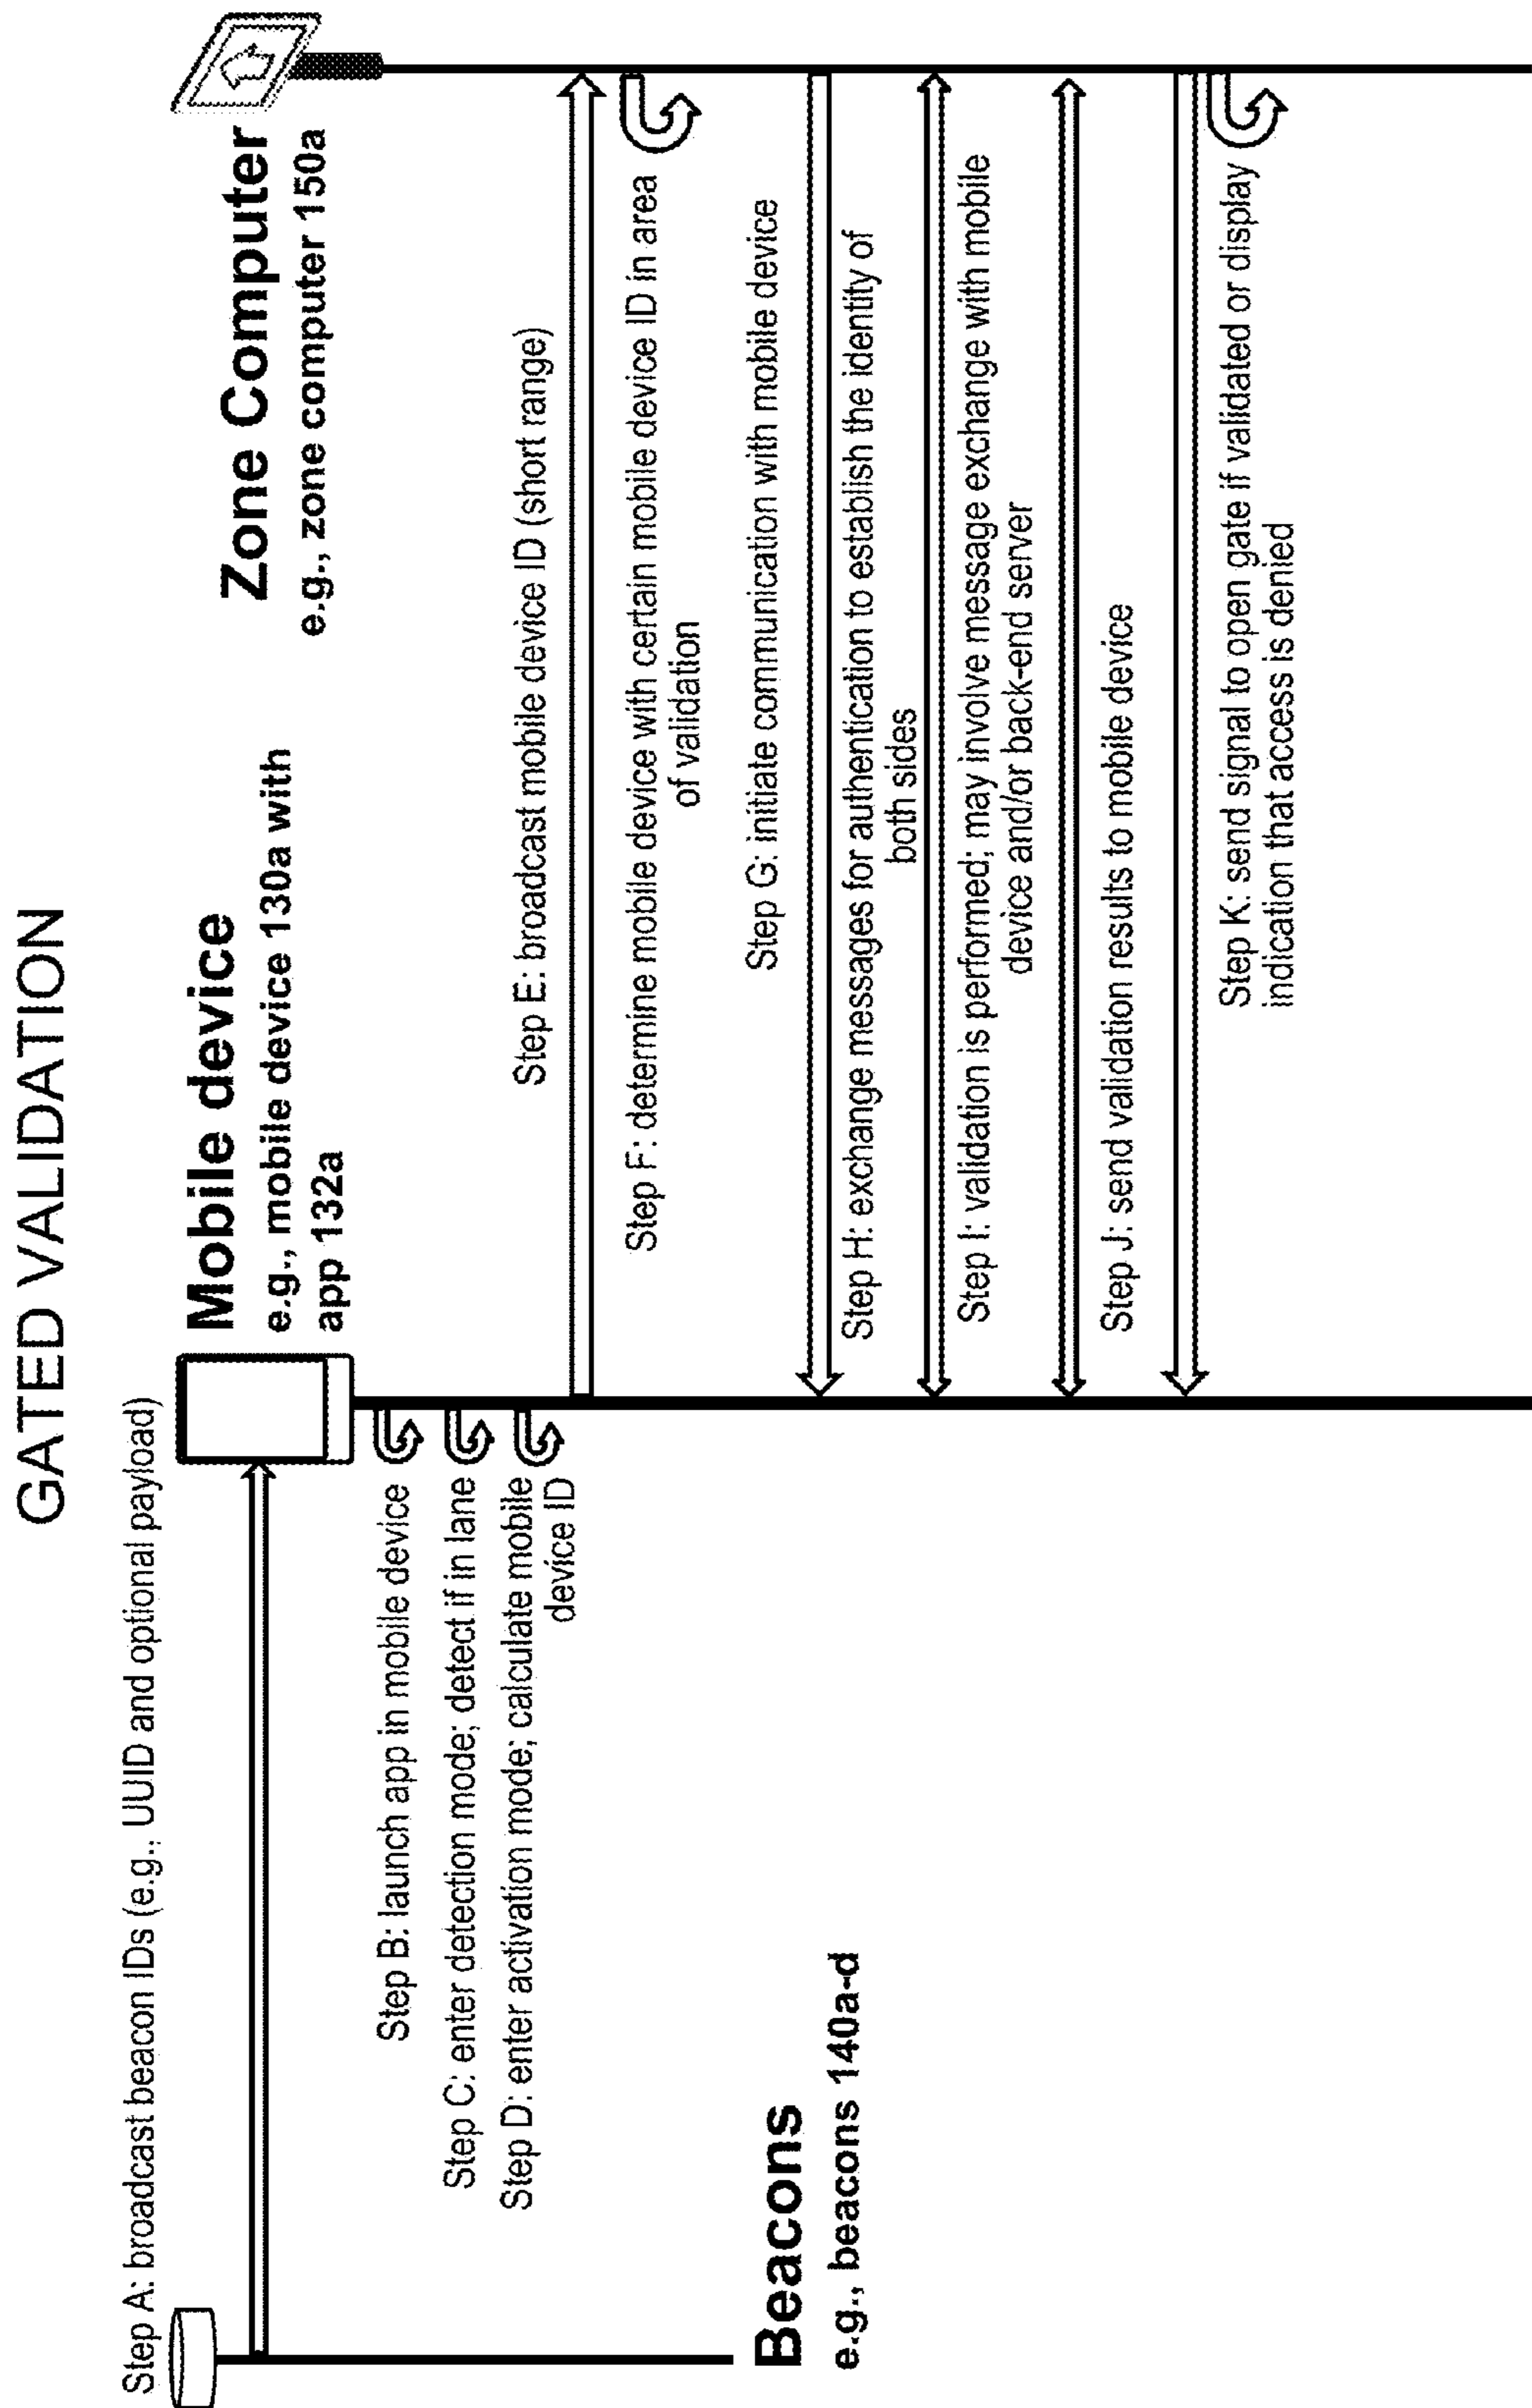 GATED VALIDATION
Step A: broadcast beacon IDs (e.g., UUID and optional payload)
Mobile device
e.g., mobile device 130a with
app 132a
Zone Computer
e.g., zone computer 150a
Step B: launch app in mobile device
Step C: enter detection mode; detect if in lane
Step D: enter activation mode; calculate mobile
device ID
Beacons
e.g., beacons 140a-d
Step E: broadcast mobile device ID (short range)
Step F: determine mobile device with certain mobile device ID in area
of validation
Step G: initiate communication with mobile device
Step H: exchange messages for authentication to establish the identity of
both sides
Step I: validation is performed; may involve message exchange with mobile
device and/or back-end server
Step J: send validation results to mobile device
Step K: send signal to open gate if validated or display
indication that access is denied